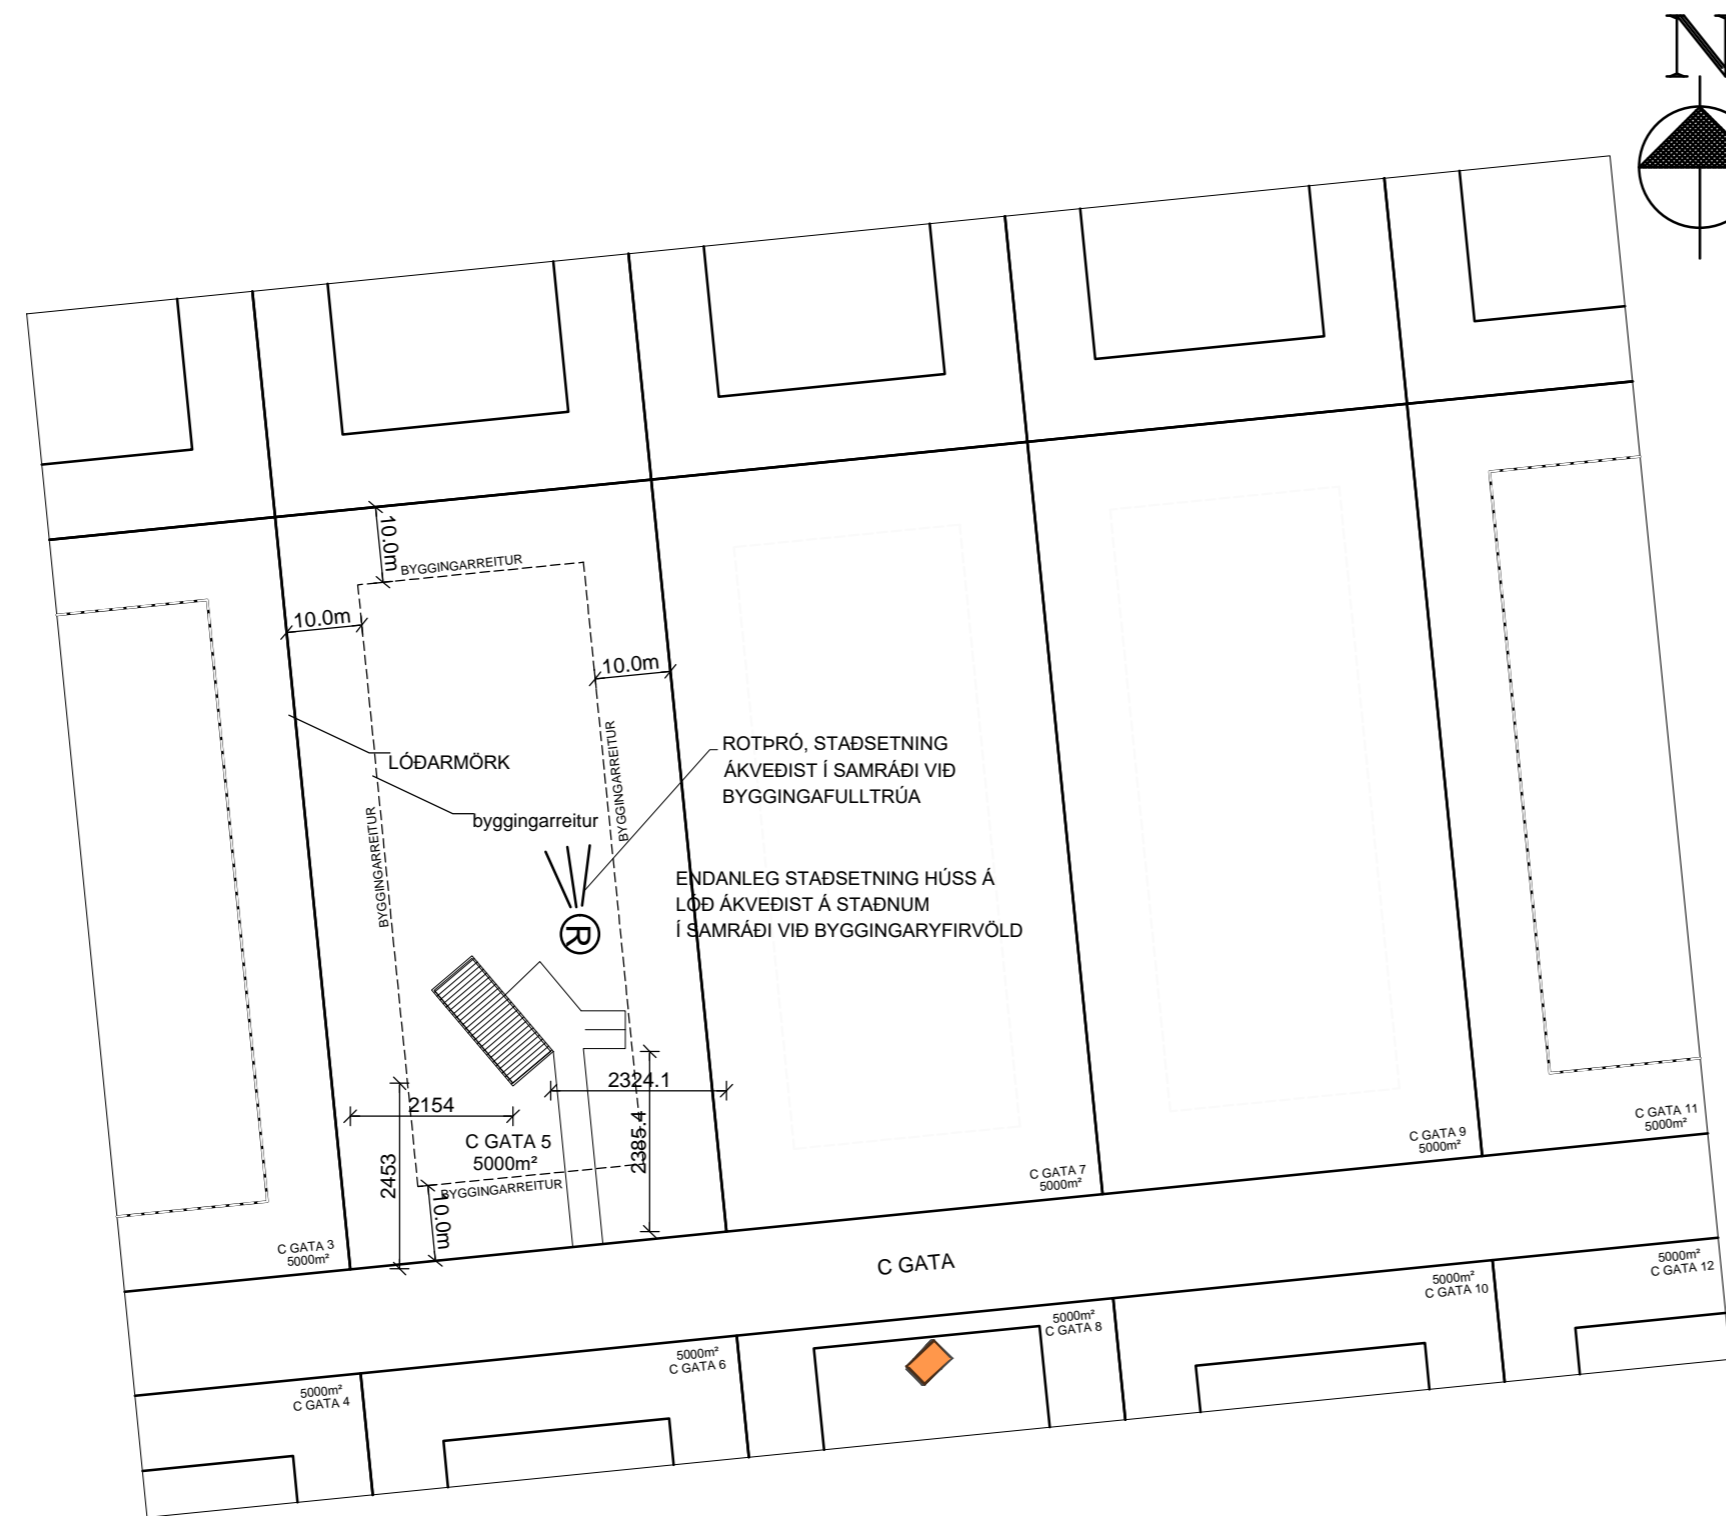 N
10.0m
BYGGINGARREITUR
10.0m
10.0m
BYGGINGARREITUR
LÓÐARMÖRK
ROTÞRÓ, STAÐSETNING
ÁKVEÐIST Í SAMRÁÐI VIÐ
BYGGINGAFULLTRÚA
byggingarreitur
BYGGINGARREITUR
ENDANLEG STAÐSETNING HÚSS Á
LÓÐ ÁKVEÐIST Á STAÐNUM
Í SAMRÁÐI VIÐ BYGGINGARYFIRVÖLD
R
2324.1
2154
2385.4
2453
C GATA 5
5000m²
BYGGINGARREITUR
10.0m
C GATA 3
5000m²
C GATA 7
5000m²
C GATA 9
5000m²
C GATA 11
5000m²
C GATA
5000m²
C GATA 4
5000m²
C GATA 6
5000m²
C GATA 8
5000m²
C GATA 10
5000m²
C GATA 12